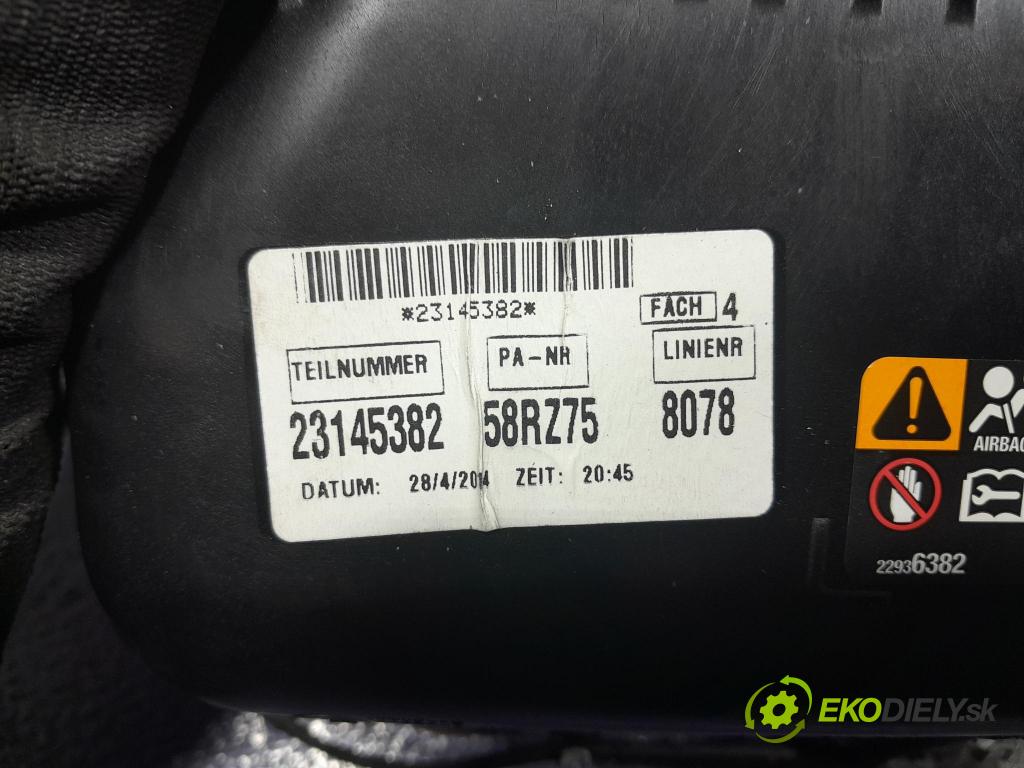 *23145382*
FACH 4
TEILNUMMER PA-NR LINIENR
23145382 58RZ75 8078
DATUM: 28/4/2014 ZEIT: 20:45
AIRBAG
22936382
EKODIELY.sk